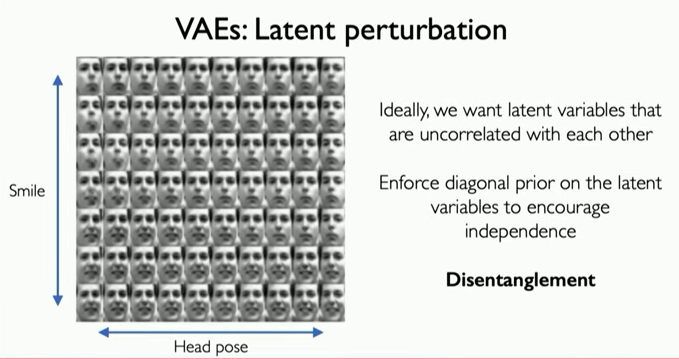 VAEs: Latent perturbation
Smile
Head pose
Ideally, we want latent variables that
are uncorrelated with each other
Enforce diagonal prior on the latent
variables to encourage
independence
Disentanglement